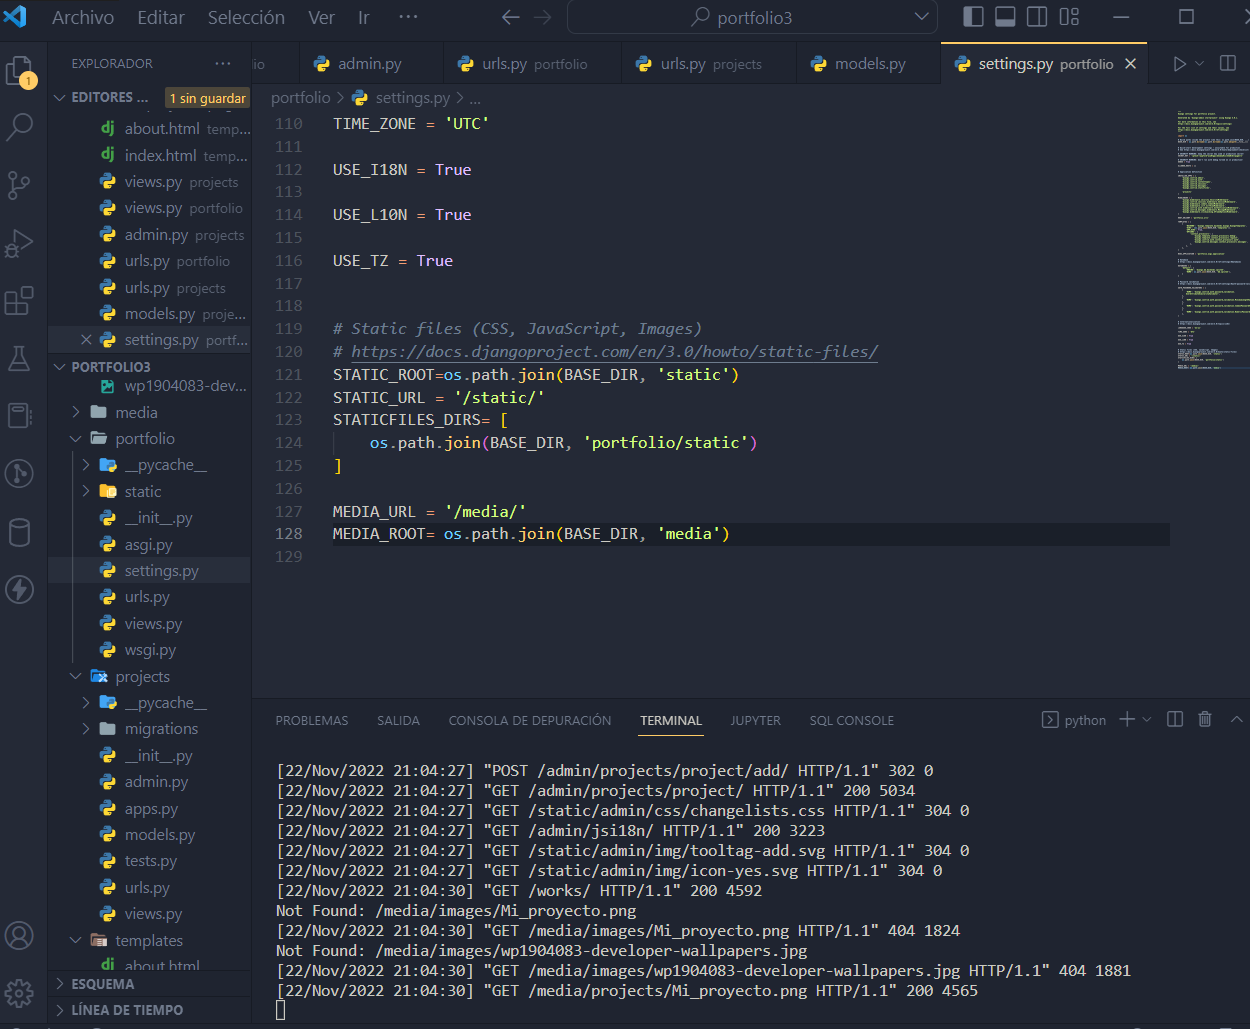 Archivo Editar Selección Ver Ir ··· portfolio3
EXPLORADOR ···
io admin.py urls.py portfolio urls.py projects models.py settings.py portfolio
EDITORES ... 1 sin guardar
about.html temp...
index.html temp...
views.py projects
views.py portfolio
admin.py projects
urls.py portfolio
urls.py projects
models.py proje...
settings.py portf...
PORTFOLIO3
wp1904083-dev...
media
portfolio
__pycache__
static
__init__.py
asgi.py
settings.py
urls.py
views.py
wsgi.py
projects
__pycache__
migrations
__init__.py
admin.py
apps.py
models.py
tests.py
urls.py
views.py
templates
about.html
ESQUEMA
LÍNEA DE TIEMPO
1
portfolio > settings.py > ...
110 TIME_ZONE = 'UTC'
111
112 USE_I18N = True
113
114 USE_L10N = True
115
116 USE_TZ = True
117
118
119 # Static files (CSS, JavaScript, Images)
120 # https://docs.djangoproject.com/en/3.0/howto/static-files/
121 STATIC_ROOT=os.path.join(BASE_DIR, 'static')
122 STATIC_URL = '/static/'
123 STATICFILES_DIRS= [
124 os.path.join(BASE_DIR, 'portfolio/static')
125 ]
126
127 MEDIA_URL = '/media/'
128 MEDIA_ROOT= os.path.join(BASE_DIR, 'media')
129
PROBLEMAS SALIDA CONSOLA DE DEPURACIÓN TERMINAL JUPYTER SQL CONSOLE python
[22/Nov/2022 21:04:27] "POST /admin/projects/project/add/ HTTP/1.1" 302 0
[22/Nov/2022 21:04:27] "GET /admin/projects/project/ HTTP/1.1" 200 5034
[22/Nov/2022 21:04:27] "GET /static/admin/css/changelists.css HTTP/1.1" 304 0
[22/Nov/2022 21:04:27] "GET /admin/jsi18n/ HTTP/1.1" 200 3223
[22/Nov/2022 21:04:27] "GET /static/admin/img/tooltag-add.svg HTTP/1.1" 304 0
[22/Nov/2022 21:04:27] "GET /static/admin/img/icon-yes.svg HTTP/1.1" 304 0
[22/Nov/2022 21:04:30] "GET /works/ HTTP/1.1" 200 4592
Not Found: /media/images/Mi_proyecto.png
[22/Nov/2022 21:04:30] "GET /media/images/Mi_proyecto.png HTTP/1.1" 404 1824
Not Found: /media/images/wp1904083-developer-wallpapers.jpg
[22/Nov/2022 21:04:30] "GET /media/images/wp1904083-developer-wallpapers.jpg HTTP/1.1" 404 1881
[22/Nov/2022 21:04:30] "GET /media/projects/Mi_proyecto.png HTTP/1.1" 200 4565